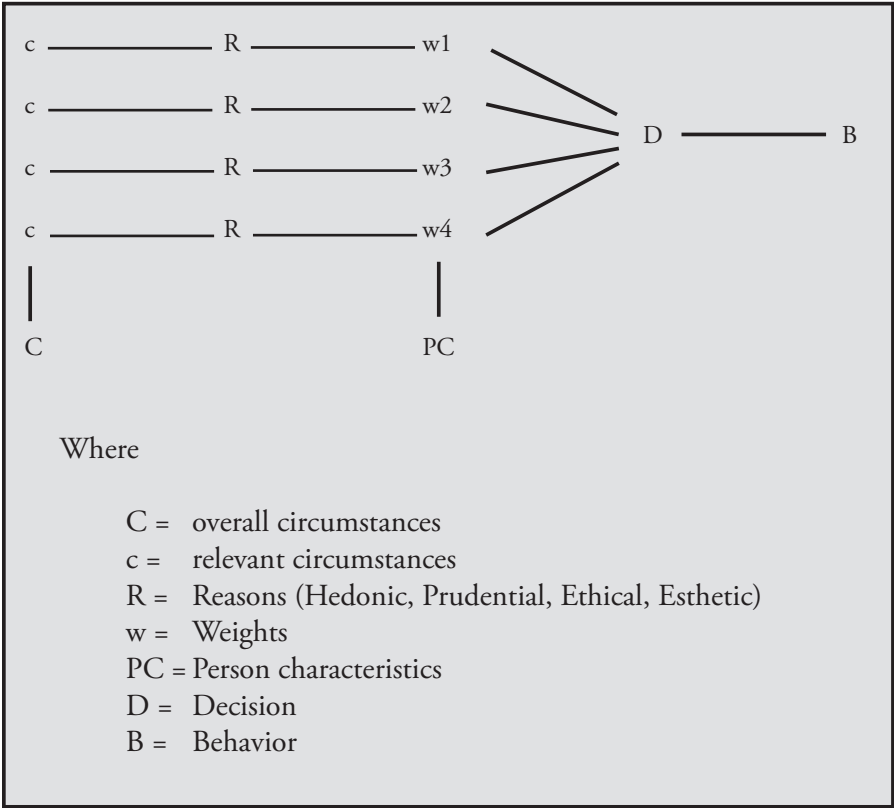 c R w1
c R w2
D B
c R w3
c R w4
C PC
Where
C = overall circumstances
c = relevant circumstances
R = Reasons (Hedonic, Prudential, Ethical, Esthetic)
w = Weights
PC = Person characteristics
D = Decision
B = Behavior